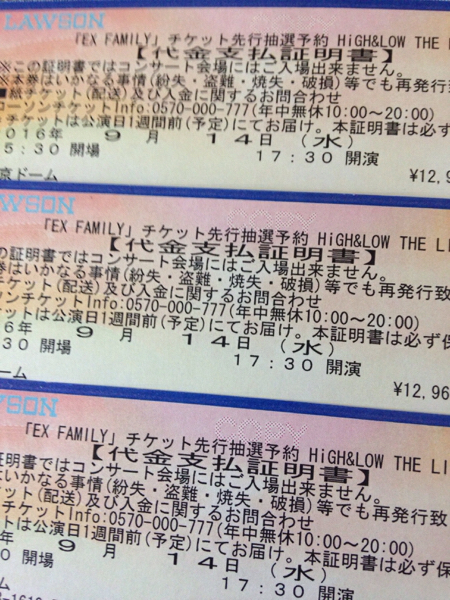 LAWSON
「EX FAMILY」チケット先行抽選予約 HiGH&LOW THE L
【代金支払証明書】
※この証明書ではコンサート会場にはご入場出来ません。
※本券はいかなる事情(紛失・盗難・焼失・破損)等でも再発行
■紙チケット(配送)及び入金に関するお問合わせ
ローソンチケットInfo:0570-000-777(年中無休10:00~20:00)
チケットは公演日1週間前(予定)にてお届け。本証明書は必ず
2016年 9 月 14日 (水)
5:30 開場 17:30 開演
京ドーム ¥12,9
WSON
「EX FAMILY」チケット先行抽選予約 HiGH&LOW THE LI
【代金支払証明書】
の証明書ではコンサート会場にはご入場出来ません。
券はいかなる事情(紛失・盗難・焼失・破損)等でも再発行致
チケット(配送)及び入金に関するお問合わせ
ソンチケットInfo:0570-000-777(年中無休10:00~20:00)
ケットは公演日1週間前(予定)にてお届け。本証明書は必ず保
6年 9 月 14日 (水)
30 開場 17:30 開演
ドーム ¥12,96
SON
「EX FAMILY」チケット先行抽選予約 HiGH&LOW THE LI
【代金支払証明書】
証明書ではコンサート会場にはご入場出来ません。
はいかなる事情(紛失・盗難・焼失・破損)等でも再発行致
ケット(配送)及び入金に関するお問合わせ
ンチケットInfo:0570-000-777(年中無休10:00~20:00)
ットは公演日1週間前(予定)にてお届け。本証明書は必ず保
年 9 月 14日 (水)
0 開場 17:30 開演
ーム